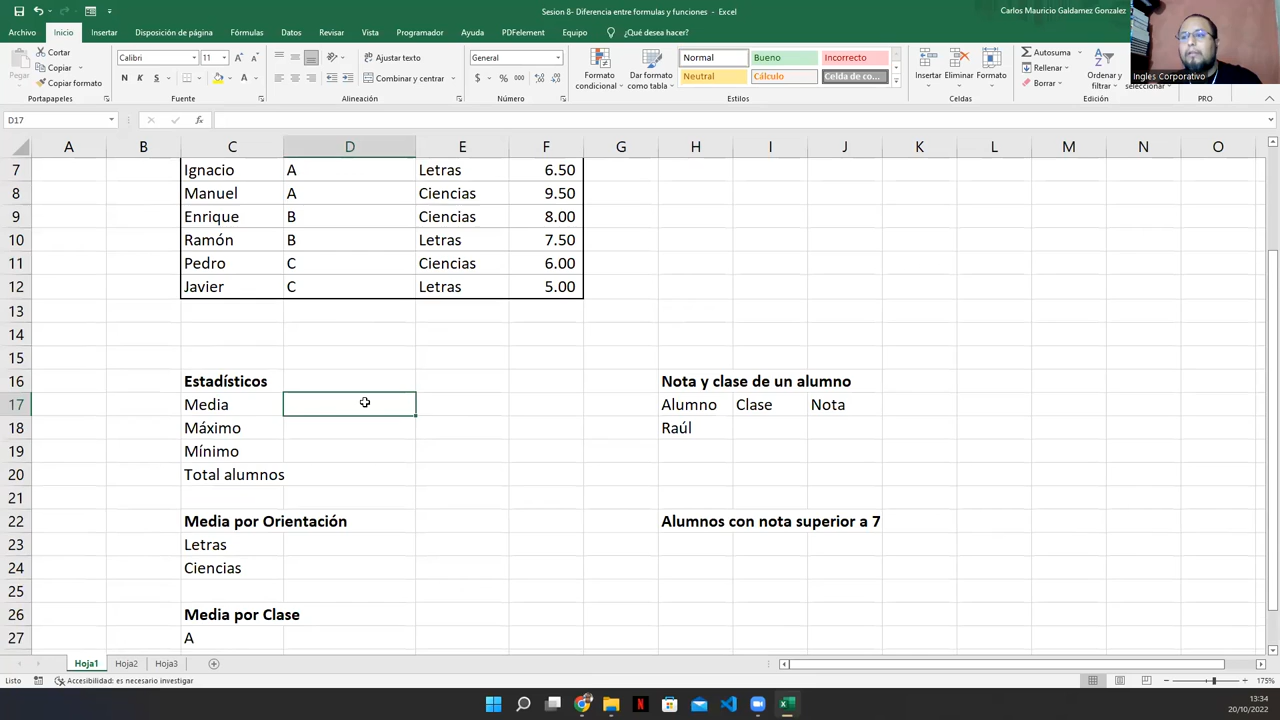 Sesion 8- Diferencia entre formulas y funciones - Excel
Carlos Mauricio Galdamez Gonzalez
Archivo Inicio Insertar Disposición de página Fórmulas Datos Revisar Vista Programador Ayuda PDFelement Equipo ¿Qué desea hacer?
Pegar
Cortar
Copiar
Copiar formato
Portapapeles
Calibri 11
N K S
Fuente
Ajustar texto
Combinar y centrar
Alineación
General
$ % 000
Número
Formato condicional
Dar formato como tabla
Normal Bueno Incorrecto
Neutral Cálculo Celda de co...
Estilos
Insertar Eliminar Formato
Celdas
Autosuma
Rellenar
Borrar
Ordenar y filtrar
seleccionar
Edición
PRO
Ingles Corporativo
D17 fx
A B C D E F G H I J K L M N O
7 Ignacio A Letras 6.50
8 Manuel A Ciencias 9.50
9 Enrique B Ciencias 8.00
10 Ramón B Letras 7.50
11 Pedro C Ciencias 6.00
12 Javier C Letras 5.00
13
14
15
16 Estadísticos Nota y clase de un alumno
17 Media Alumno Clase Nota
18 Máximo Raúl
19 Mínimo
20 Total alumnos
21
22 Media por Orientación Alumnos con nota superior a 7
23 Letras
24 Ciencias
25
26 Media por Clase
27 A
Hoja1 Hoja2 Hoja3
Listo Accesibilidad: es necesario investigar 175%
13:34
20/10/2022